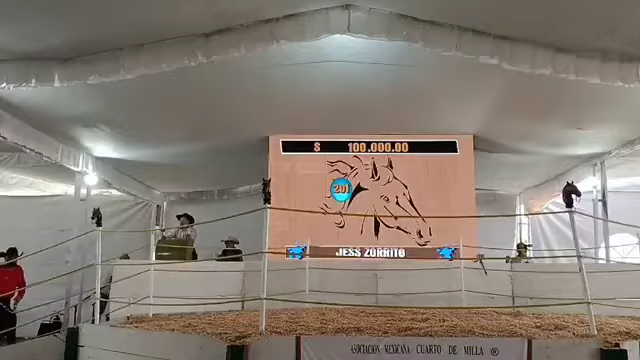 $ 100,000.00
201
JESS ZORRITO
ASOCIACION MEXICANA CUARTO DE MILLA ®